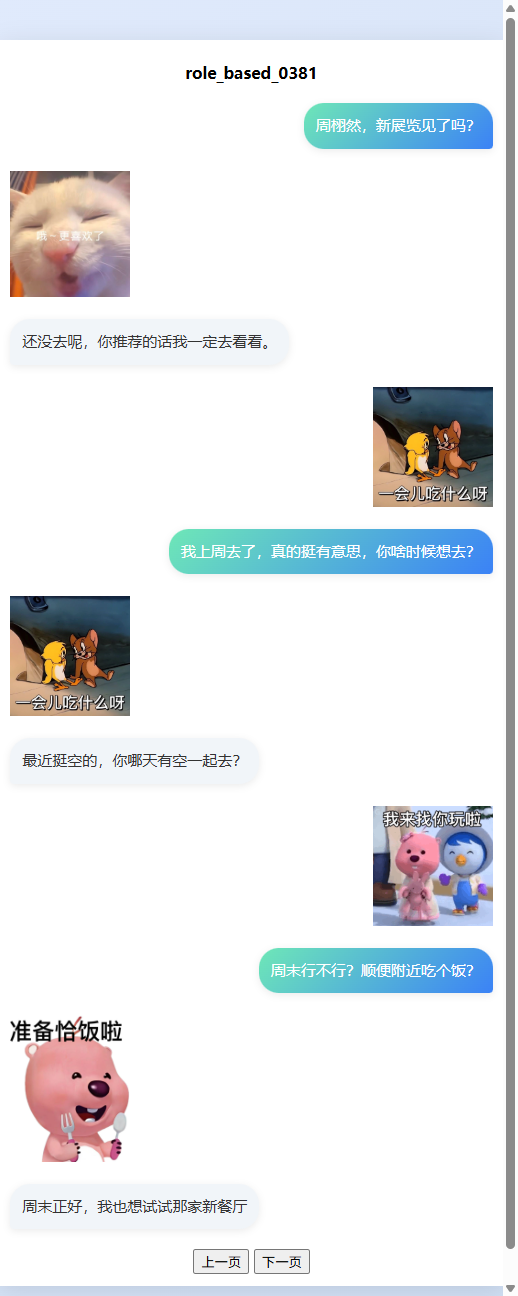 role_based_0381
周栩然，新展览见了吗？
哦~更喜欢了
还没去呢，你推荐的话我一定去看看。
一会儿吃什么呀
我上周去了，真的挺有意思，你啥时候想去？
一会儿吃什么呀
最近挺空的，你哪天有空一起去？
我来找你玩啦
周末行不行？顺便附近吃个饭？
准备恰饭啦
周末正好，我也想试试那家新餐厅
上一页 下一页